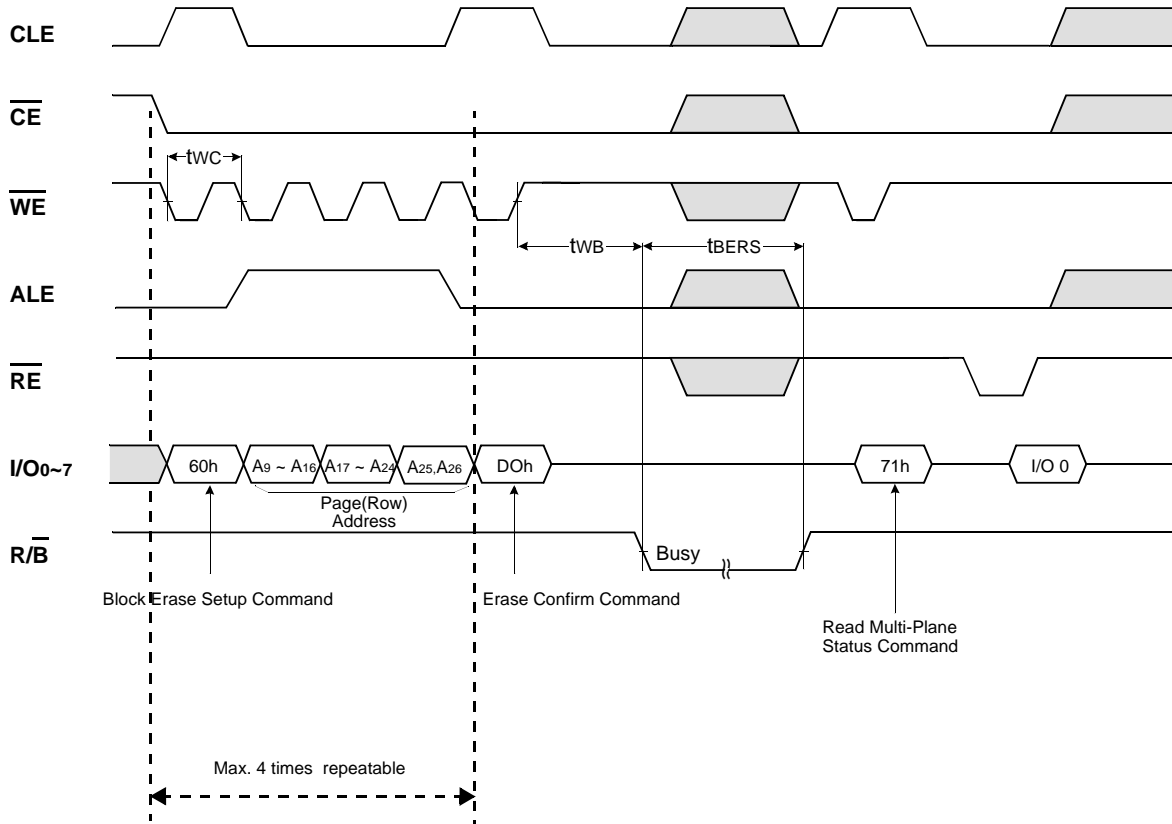 CLE
CE
tWC
WE
tWB
tBERS
ALE
RE
I/O0~7
60h
A9 ~ A16
A17 ~ A24
A25,A26
DOh
71h
I/O 0
Page(Row)
Address
R/B
Busy
Block Erase Setup Command
Erase Confirm Command
Read Multi-Plane
Status Command
Max. 4 times repeatable